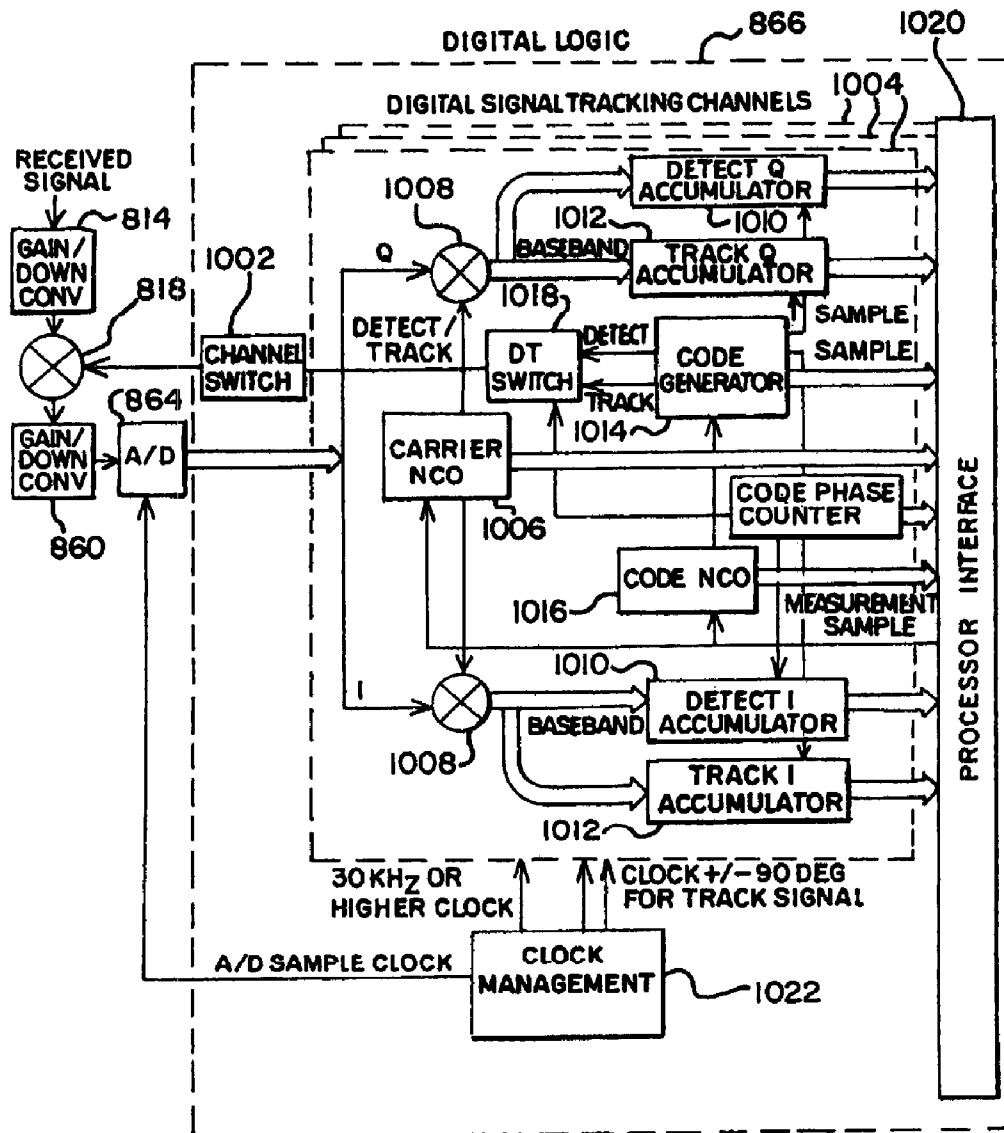 DIGITAL LOGIC
866
1020
DIGITAL SIGNAL TRACKING CHANNELS
1004
RECEIVED
SIGNAL
814
GAIN/
DOWN
CONV
818
1002
CHANNEL
SWITCH
864
A/D
GAIN/
DOWN
CONV
860
1008
Q
DETECT Q
ACCUMULATOR
1010
1012
BASEBAND
TRACK Q
ACCUMULATOR
1018
DETECT/
TRACK
DT
SWITCH
DETECT
TRACK
CODE
GENERATOR
1014
SAMPLE
SAMPLE
CARRIER
NCO
1006
CODE PHASE
COUNTER
CODE NCO
1016
MEASUREMENT
SAMPLE
PROCESSOR INTERFACE
I
1008
1010
BASEBAND
DETECT I
ACCUMULATOR
TRACK I
ACCUMULATOR
1012
30 KHZ OR
HIGHER CLOCK
CLOCK +/- 90 DEG
FOR TRACK SIGNAL
A/D SAMPLE CLOCK
CLOCK
MANAGEMENT
1022